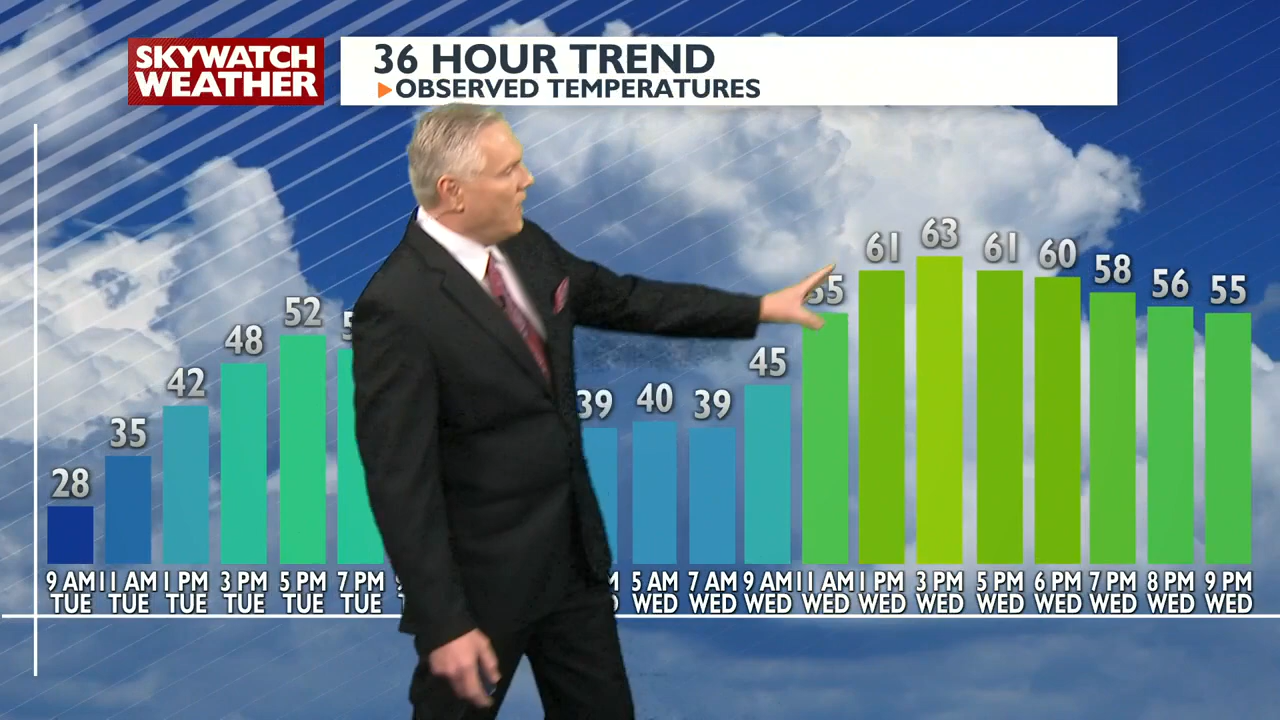 SKYWATCH
WEATHER
36 HOUR TREND
OBSERVED TEMPERATURES
28 35 42 48 52 39 40 39 45 55 61 63 61 60 58 56 55
9 AM 11 AM 1 PM 3 PM 5 PM 7 PM 5 AM 7 AM 9 AM 11 AM 1 PM 3 PM 5 PM 6 PM 7 PM 8 PM 9 PM
TUE TUE TUE TUE TUE TUE WED WED WED WED WED WED WED WED WED WED WED